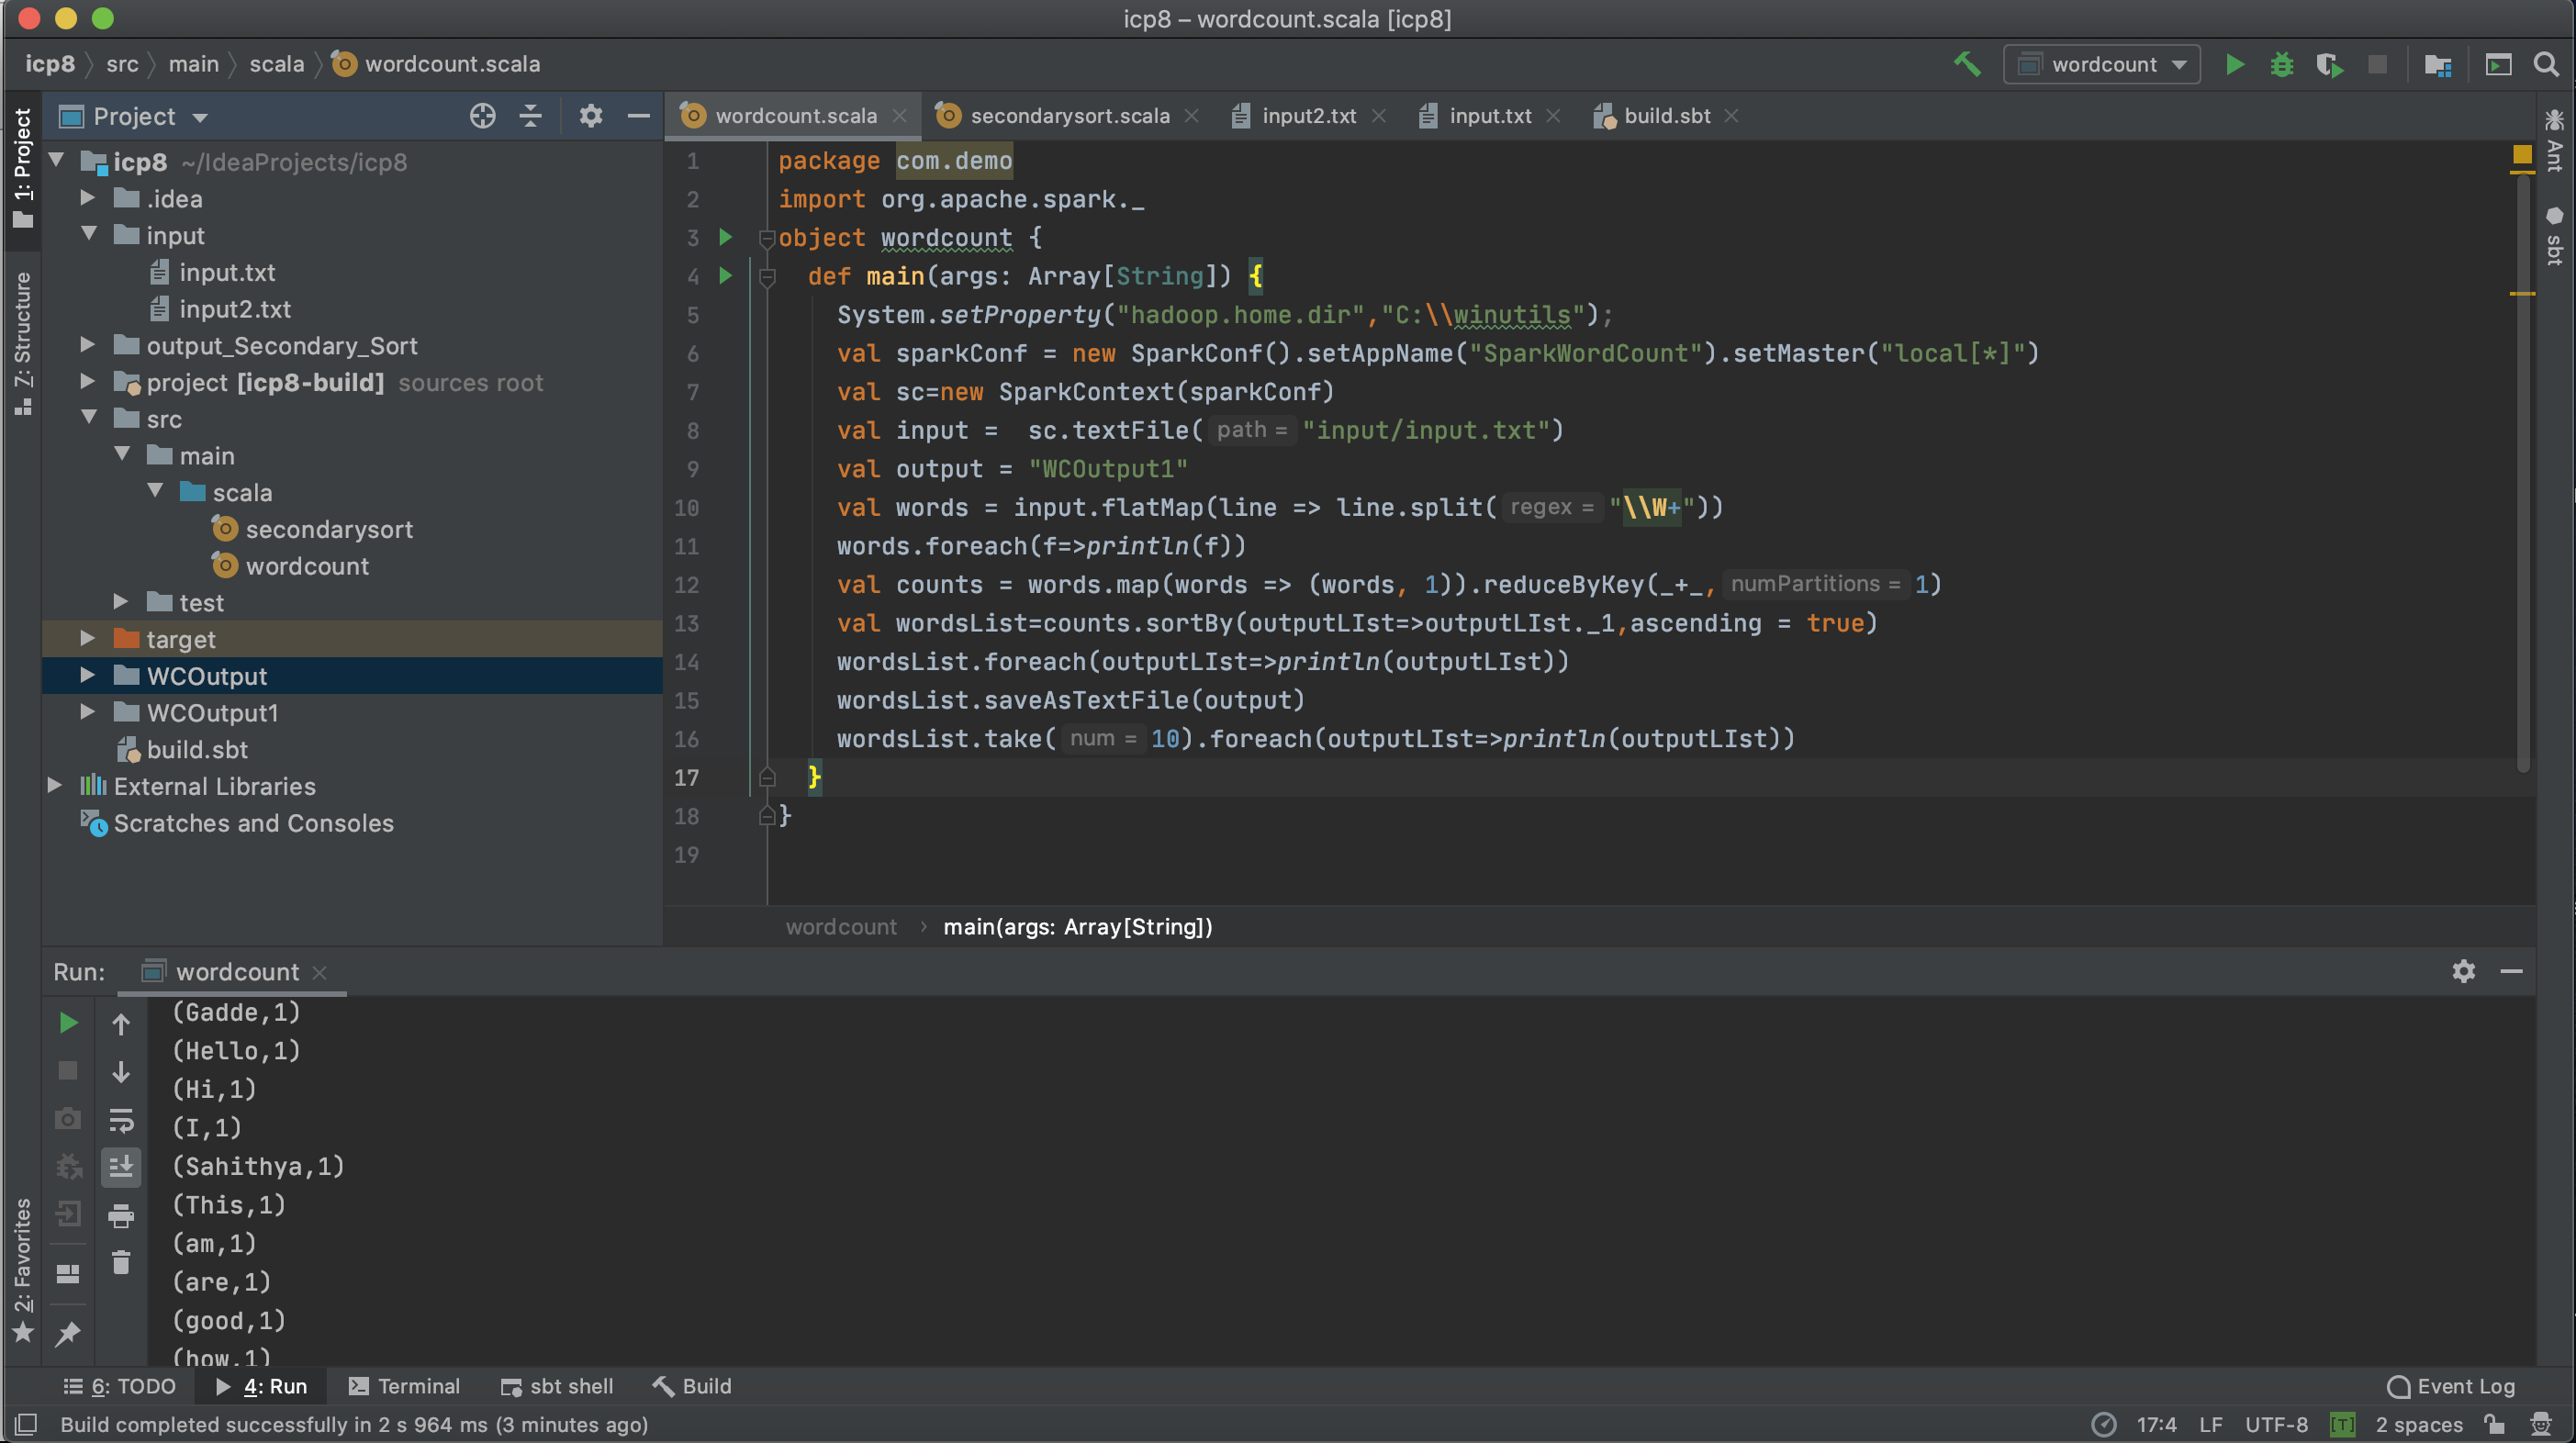 icp8 – wordcount.scala [icp8]
icp8 src main scala wordcount.scala
wordcount
1: Project
Z: Structure
2: Favorites
Project
icp8 ~/IdeaProjects/icp8
.idea
input
input.txt
input2.txt
output_Secondary_Sort
project [icp8-build] sources root
src
main
scala
secondarysort
wordcount
test
target
WCOutput
WCOutput1
build.sbt
External Libraries
Scratches and Consoles
wordcount.scala secondarysort.scala input2.txt input.txt build.sbt
1 package com.demo
2 import org.apache.spark._
3 object wordcount {
4 def main(args: Array[String]) {
5 System.setProperty("hadoop.home.dir","C:\\winutils");
6 val sparkConf = new SparkConf().setAppName("SparkWordCount").setMaster("local[*]")
7 val sc=new SparkContext(sparkConf)
8 val input = sc.textFile( path = "input/input.txt")
9 val output = "WCOutput1"
10 val words = input.flatMap(line => line.split( regex = "\\W+"))
11 words.foreach(f=>println(f))
12 val counts = words.map(words => (words, 1)).reduceByKey(_+_, numPartitions = 1)
13 val wordsList=counts.sortBy(outputLIst=>outputLIst._1,ascending = true)
14 wordsList.foreach(outputLIst=>println(outputLIst))
15 wordsList.saveAsTextFile(output)
16 wordsList.take( num = 10).foreach(outputLIst=>println(outputLIst))
17 }
18 }
19
wordcount › main(args: Array[String])
Ant
sbt
Run: wordcount
(Gadde,1)
(Hello,1)
(Hi,1)
(I,1)
(Sahithya,1)
(This,1)
(am,1)
(are,1)
(good,1)
(how,1)
6: TODO 4: Run Terminal sbt shell Build Event Log
Build completed successfully in 2 s 964 ms (3 minutes ago) 17:4 LF UTF-8 [T] 2 spaces